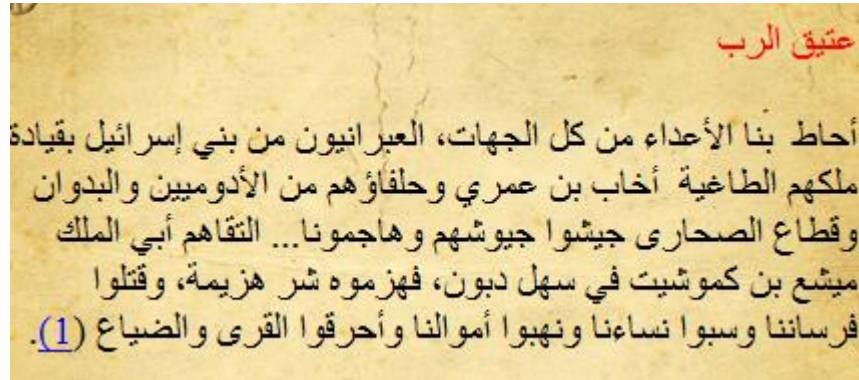 عتيق الرب
أحاط بنا الأعداء من كل الجهات، العبرانيون من بني إسرائيل بقيادة
ملكهم الطاغية أخاب بن عمري وحلفاؤهم من الأدوميين والبدوان
وقطاع الصحارى جيشوا جيوشهم وهاجمونا... التقاهم أبي الملك
ميشع بن كموشيت في سهل دبون، فهزموه شر هزيمة، وقتلوا
فرساننا وسبوا نساءنا ونهبوا أموالنا وأحرقوا القرى والضياع (1).